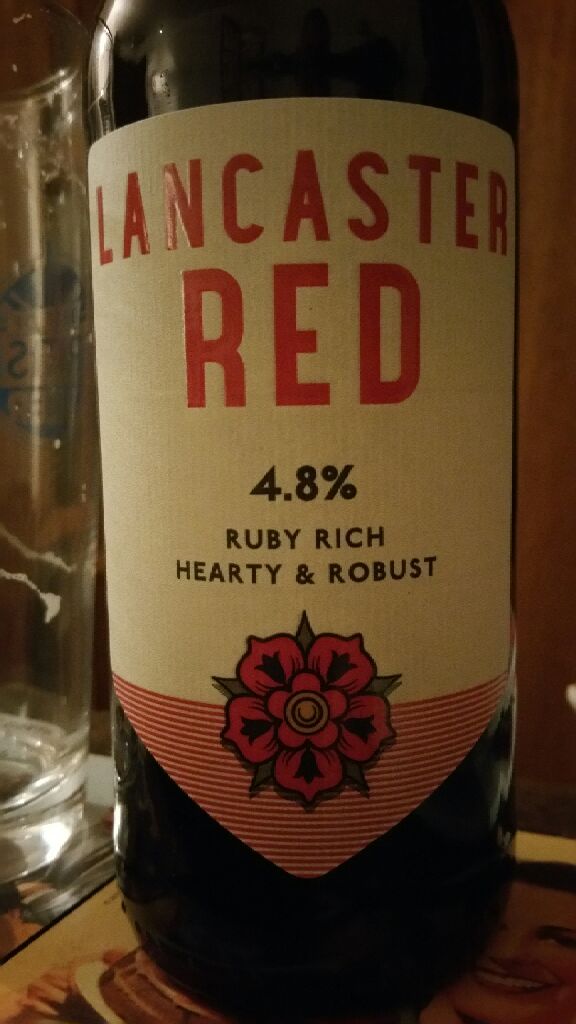 LANCASTER
RED
4.8%
RUBY RICH
HEARTY & ROBUST